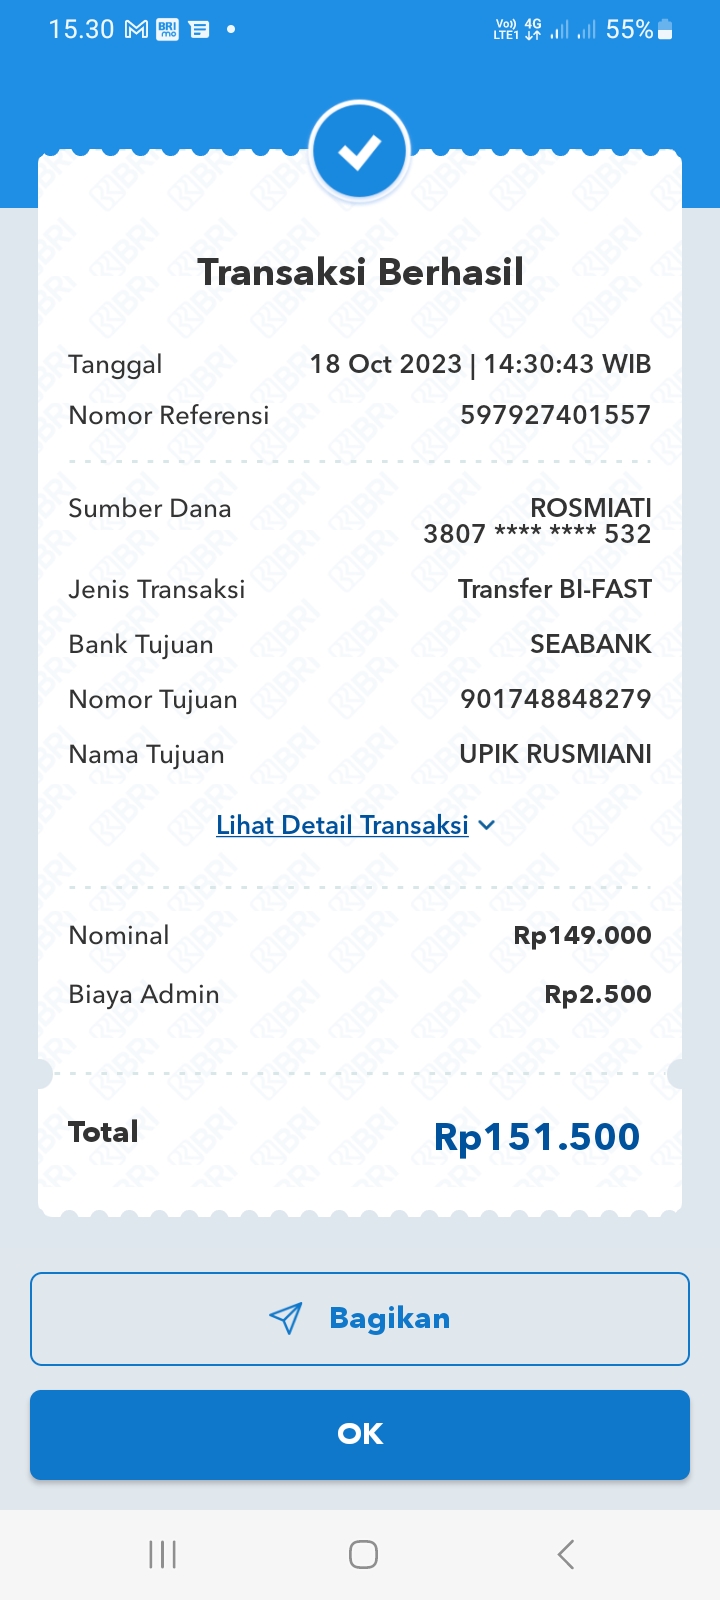 15.30 BRI mo Vo)) LTE1 4G 55%
Transaksi Berhasil
Tanggal 18 Oct 2023 | 14:30:43 WIB
Nomor Referensi 597927401557
Sumber Dana ROSMIATI
3807 **** **** 532
Jenis Transaksi Transfer BI-FAST
Bank Tujuan SEABANK
Nomor Tujuan 901748848279
Nama Tujuan UPIK RUSMIANI
Lihat Detail Transaksi
Nominal Rp149.000
Biaya Admin Rp2.500
Total Rp151.500
Bagikan
OK